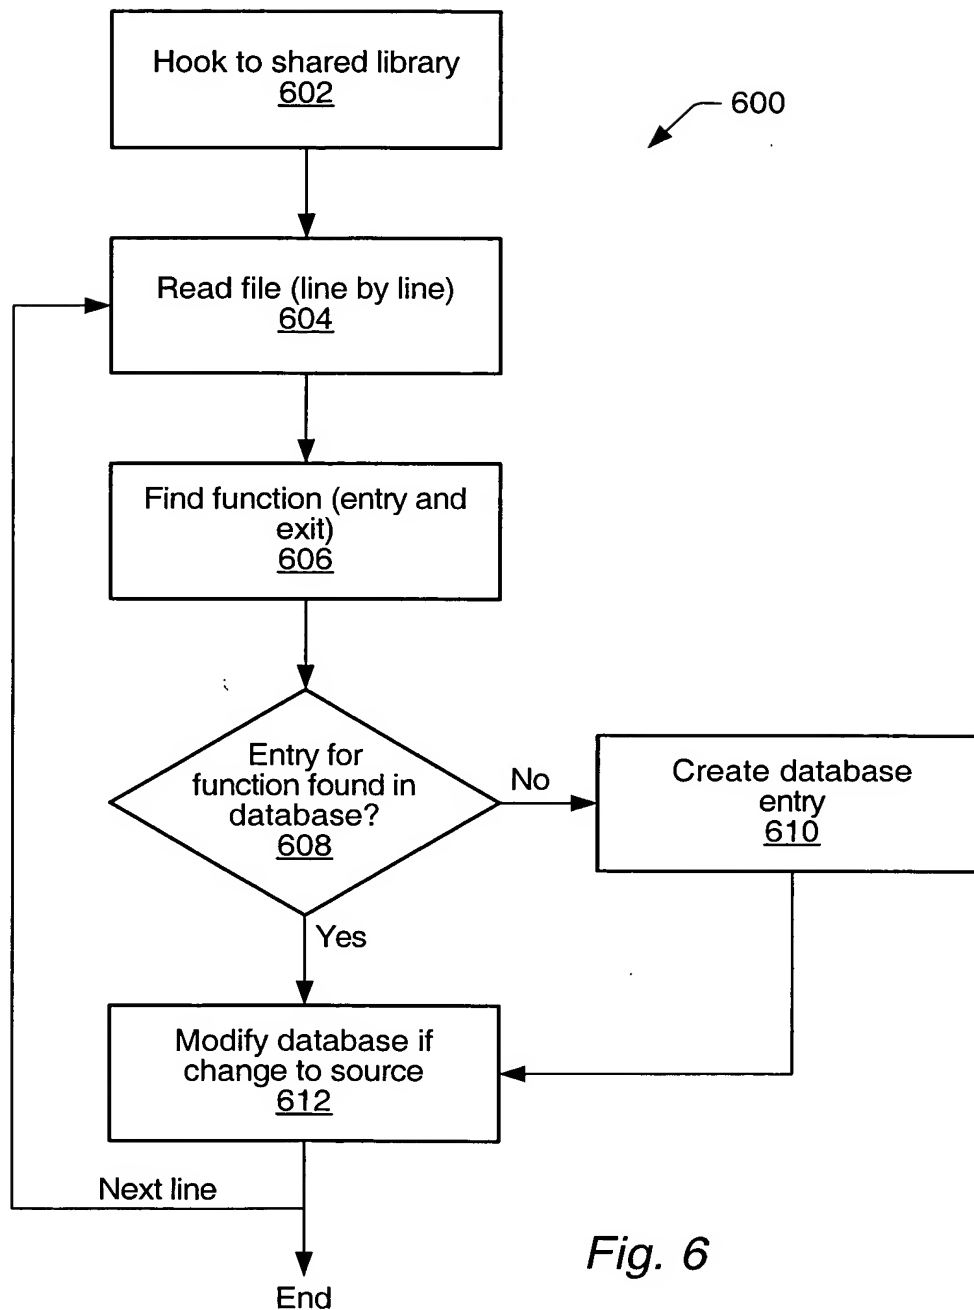 Hook to shared library
602
600
Read file (line by line)
604
Find function (entry and
exit)
606
Entry for
function found in
database?
608
No
Create database
entry
610
Yes
Modify database if
change to source
612
Next line
End
Fig. 6